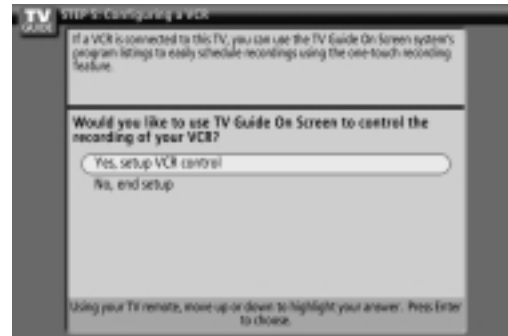 TV
GUIDE
STEP 5: Configuring a VCR
If a VCR is connected to this TV, you can use the TV Guide On Screen system's
program listings to easily schedule recordings using the one-touch recording
feature.
Would you like to use TV Guide On Screen to control the
recording of your VCR?
Yes, setup VCR control
No, end setup
Using your TV remote, move up or down to highlight your answer. Press Enter
to choose.